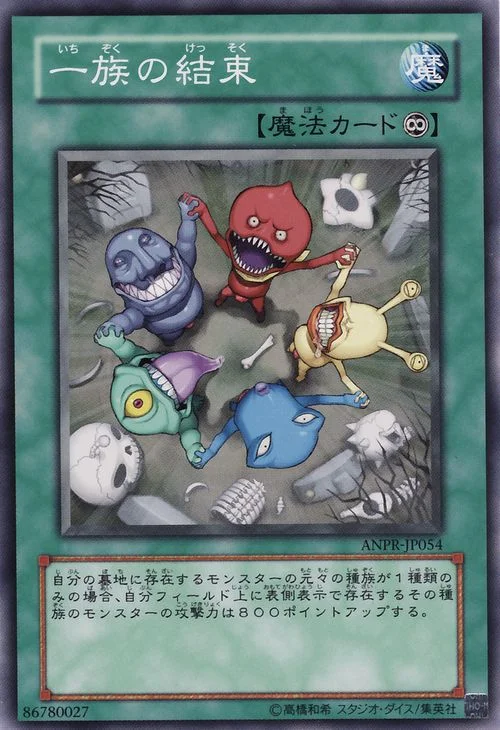 一族の結束
魔
【魔法カード】
ANPR-JP054
自分の墓地に存在するモンスターの元々の種族が1種類の
みの場合、自分フィールド上に表側表示で存在するその種
族のモンスターの攻撃力は800ポイントアップする。
86780027
©高橋和希 スタジオ・ダイス/集英社